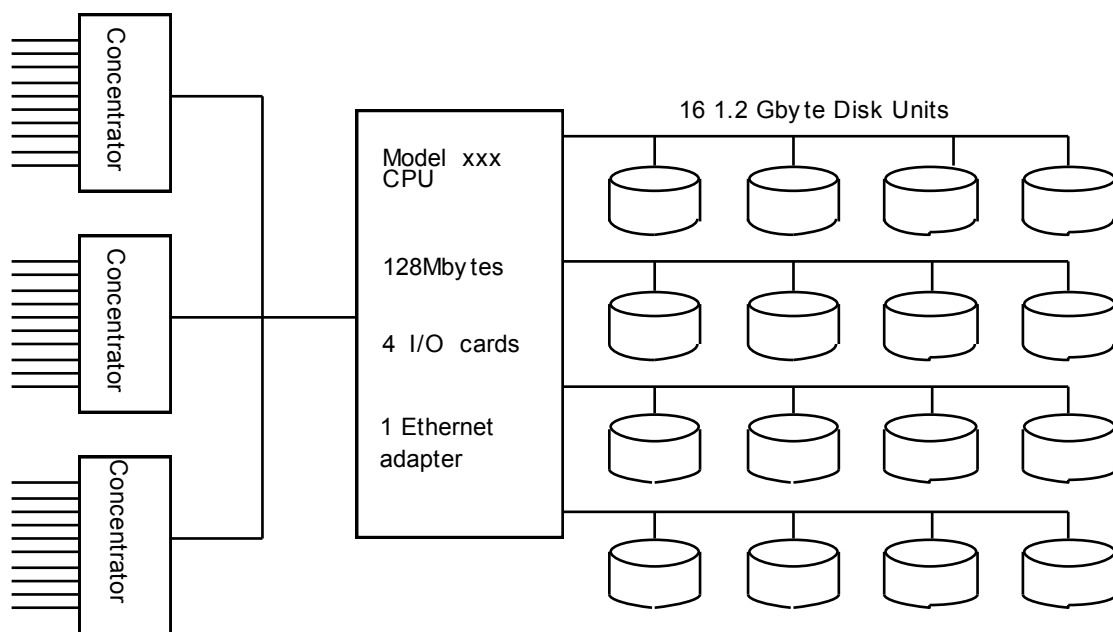 Concentrator
Concentrator
Concentrator
Model xxx
CPU
128Mbytes
4 I/O cards
1 Ethernet
adapter
16 1.2 Gbyte Disk Units